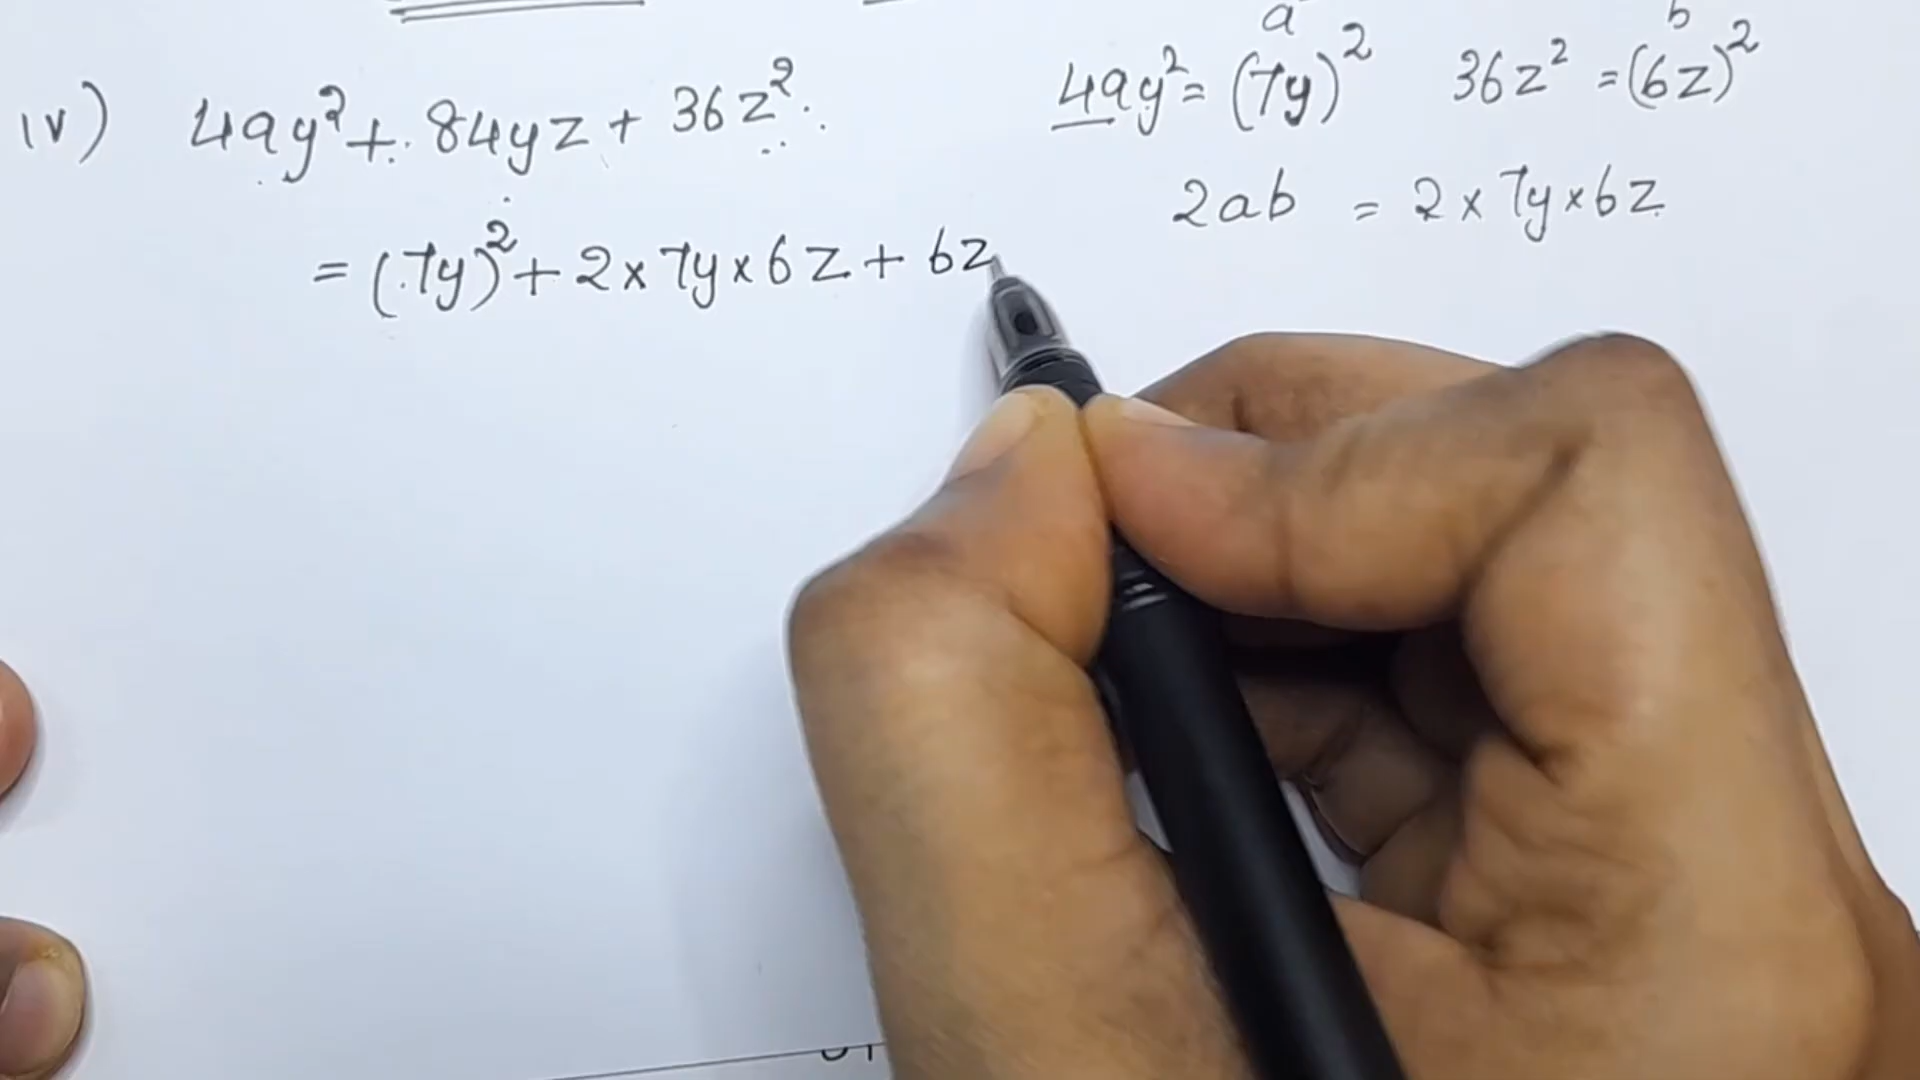 iv) 49y² + 84yz + 36z².
= (7y)² + 2 × 7y × 6z + 6z
a b
49y² = (7y)² 36z² = (6z)²
2ab = 2 × 7y × 6z